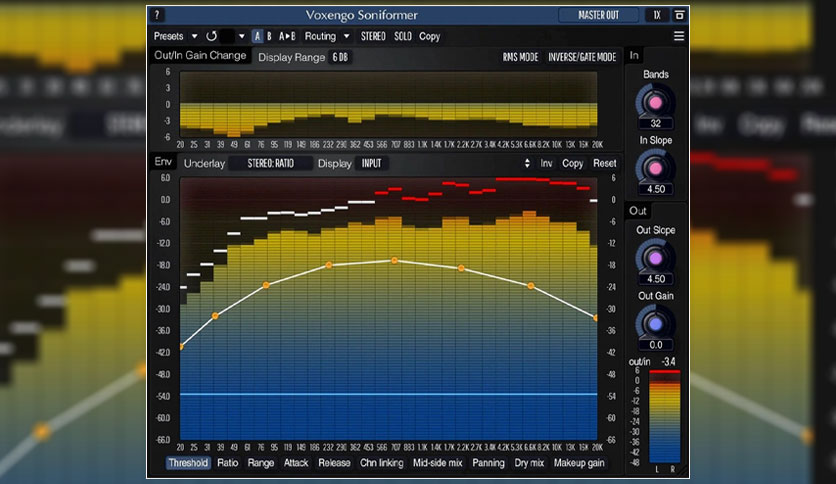 ? Voxengo Soniformer MASTER OUT 1X
Presets A B A▸B Routing STEREO SOLO Copy
Out/In Gain Change Display Range 6 DB RMS MODE INVERSE/GATE MODE In
6
3
0
-3
-6
20 25 31 39 49 61 76 95 119 149 186 232 290 362 453 566 707 883 1.1K 1.4K 1.7K 2.2K 2.7K 3.4K 4.2K 5.3K 6.6K 8.2K 10K 13K 16K 20K
Bands
32
In Slope
4.50
Env Underlay STEREO: RATIO Display INPUT Inv Copy Reset
6.0 6
0.0 0
-6.0 -6
-12.0 -12
-18.0 -18
-24.0 -24
-30.0 -30
-36.0 -36
-42.0 -42
-48.0 -48
-54.0 -54
-60.0 -60
-66.0 -66
20 25 31 39 49 61 76 95 119 149 186 232 290 362 453 566 707 883 1.1K 1.4K 1.7K 2.2K 2.7K 3.4K 4.2K 5.3K 6.6K 8.2K 10K 13K 16K 20K
Threshold Ratio Range Attack Release Chn linking Mid-side mix Panning Dry mix Makeup gain
Out
Out Slope
4.50
Out Gain
0.0
out/in -3.4
6
0
-6
-12
-18
-24
-30
-36
-42
-48
L R